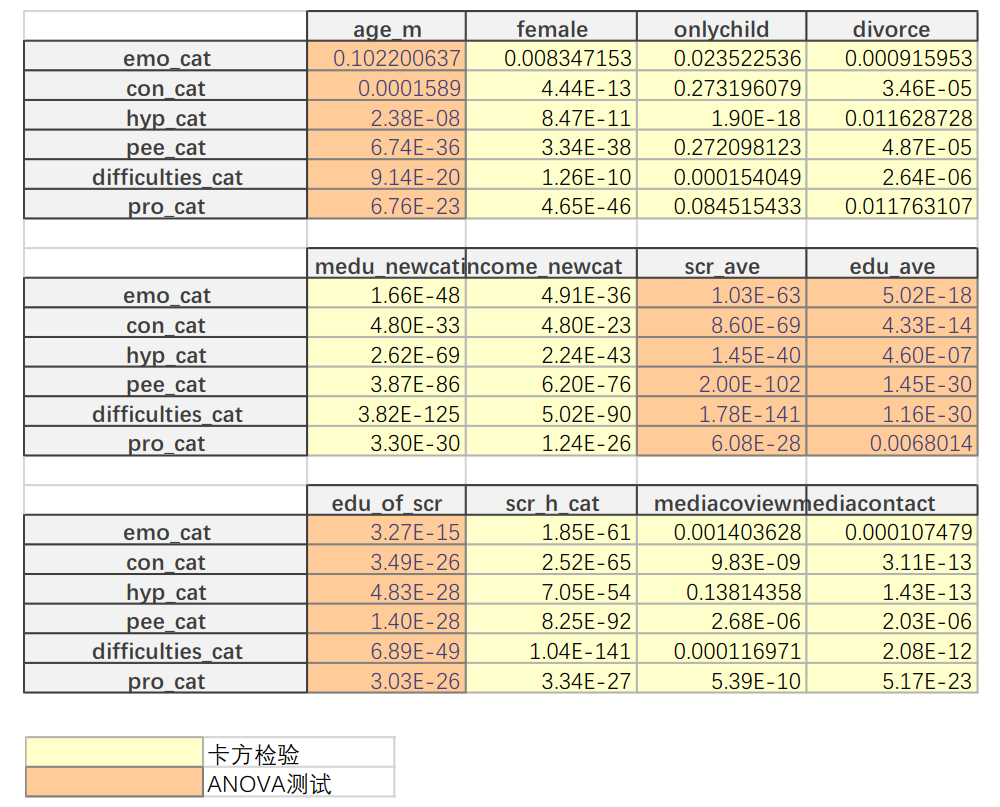 age_m female onlychild divorce
emo_cat 0.102200637 0.008347153 0.023522536 0.000915953
con_cat 0.0001589 4.44E-13 0.273196079 3.46E-05
hyp_cat 2.38E-08 8.47E-11 1.90E-18 0.011628728
pee_cat 6.74E-36 3.34E-38 0.272098123 4.87E-05
difficulties_cat 9.14E-20 1.26E-10 0.000154049 2.64E-06
pro_cat 6.76E-23 4.65E-46 0.084515433 0.011763107
medu_newcat income_newcat scr_ave edu_ave
emo_cat 1.66E-48 4.91E-36 1.03E-63 5.02E-18
con_cat 4.80E-33 4.80E-23 8.60E-69 4.33E-14
hyp_cat 2.62E-69 2.24E-43 1.45E-40 4.60E-07
pee_cat 3.87E-86 6.20E-76 2.00E-102 1.45E-30
difficulties_cat 3.82E-125 5.02E-90 1.78E-141 1.16E-30
pro_cat 3.30E-30 1.24E-26 6.08E-28 0.0068014
edu_of_scr scr_h_cat mediacoview mediacontact
emo_cat 3.27E-15 1.85E-61 0.001403628 0.000107479
con_cat 3.49E-26 2.52E-65 9.83E-09 3.11E-13
hyp_cat 4.83E-28 7.05E-54 0.13814358 1.43E-13
pee_cat 1.40E-28 8.25E-92 2.68E-06 2.03E-06
difficulties_cat 6.89E-49 1.04E-141 0.000116971 2.08E-12
pro_cat 3.03E-26 3.34E-27 5.39E-10 5.17E-23
卡方检验
ANOVA测试